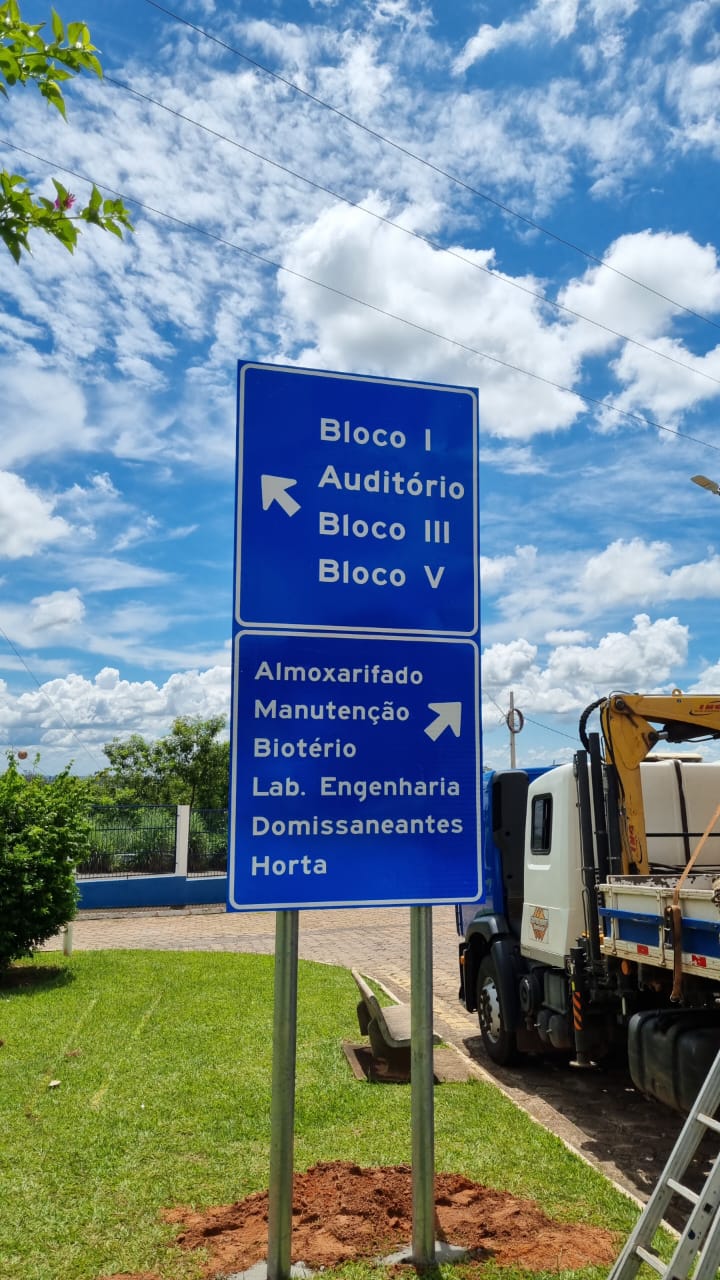 Bloco I
Auditório
Bloco III
Bloco V
Almoxarifado
Manutenção
Biotério
Lab. Engenharia
Domissaneantes
Horta